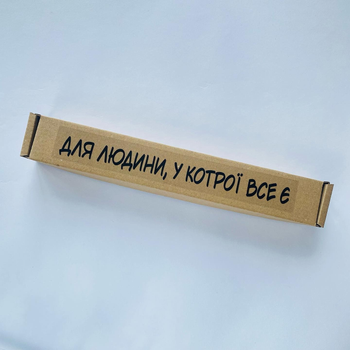 ДЛЯ ЛЮДИНИ, У КОТРОЇ ВСЕ Є